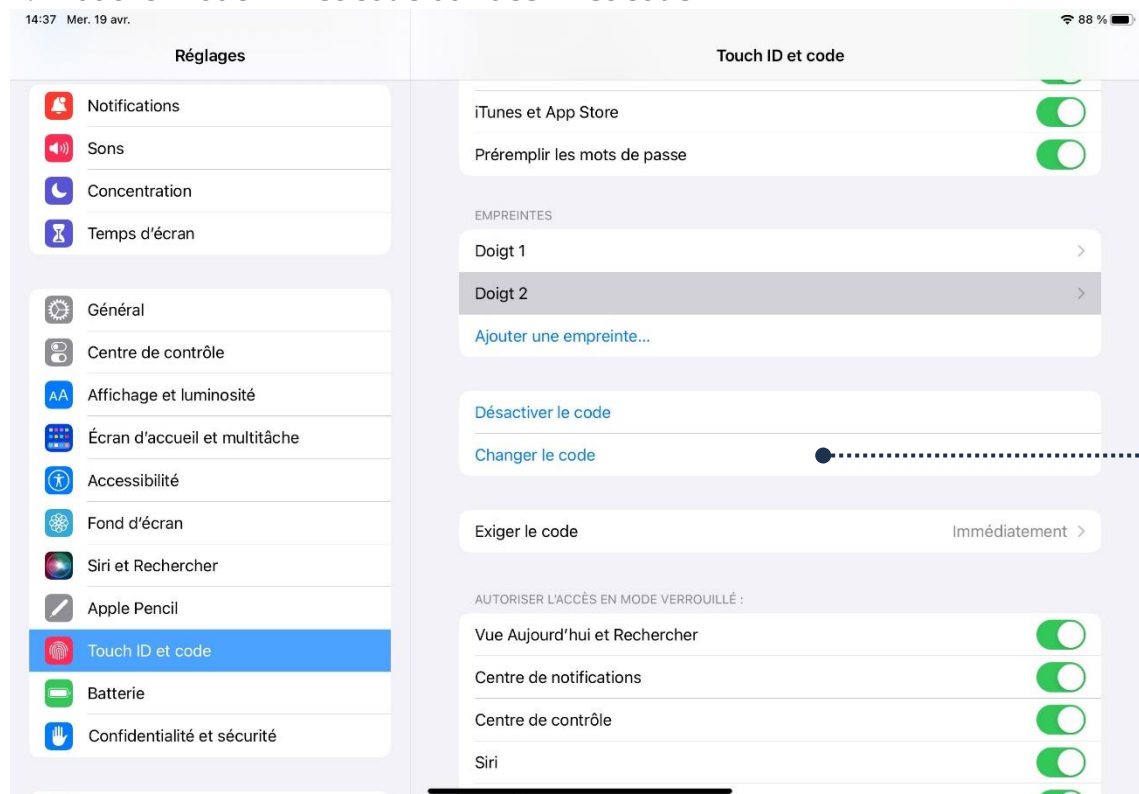 14:37 Mer. 19 avr.
88 %
Réglages
Touch ID et code
Notifications
Sons
Concentration
Temps d'écran
Général
Centre de contrôle
AA Affichage et luminosité
Écran d'accueil et multitâche
Accessibilité
Fond d'écran
Siri et Rechercher
Apple Pencil
Touch ID et code
Batterie
Confidentialité et sécurité
iTunes et App Store
Préremplir les mots de passe
EMPREINTES
Doigt 1
Doigt 2
Ajouter une empreinte...
Désactiver le code
Changer le code
Exiger le code Immédiatement
AUTORISER L'ACCÈS EN MODE VERROUILLÉ :
Vue Aujourd'hui et Rechercher
Centre de notifications
Centre de contrôle
Siri